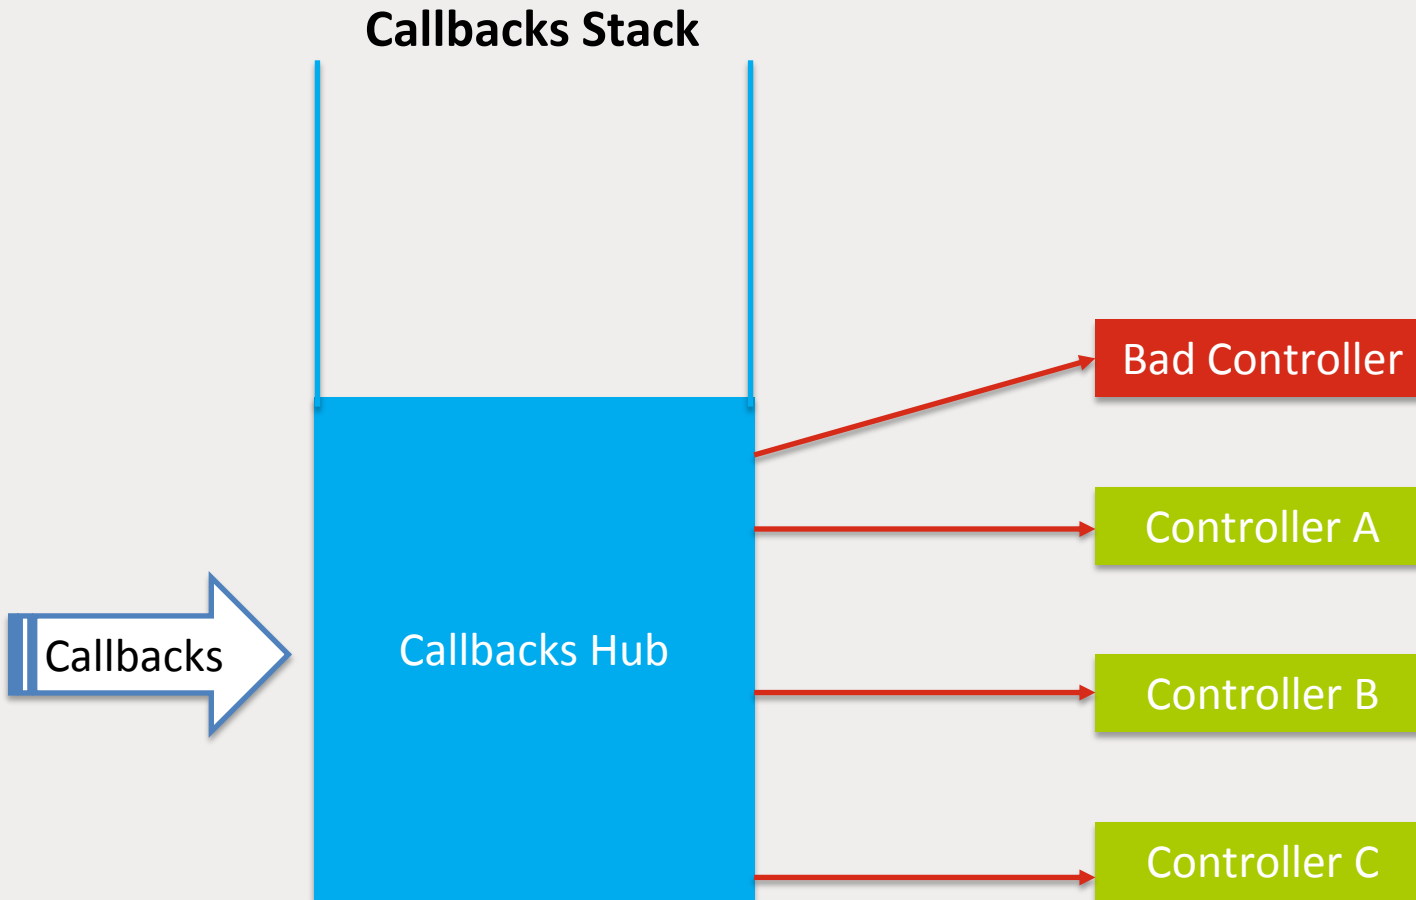 Callbacks Stack
Bad Controller
Controller A
Callbacks
Callbacks Hub
Controller B
Controller C